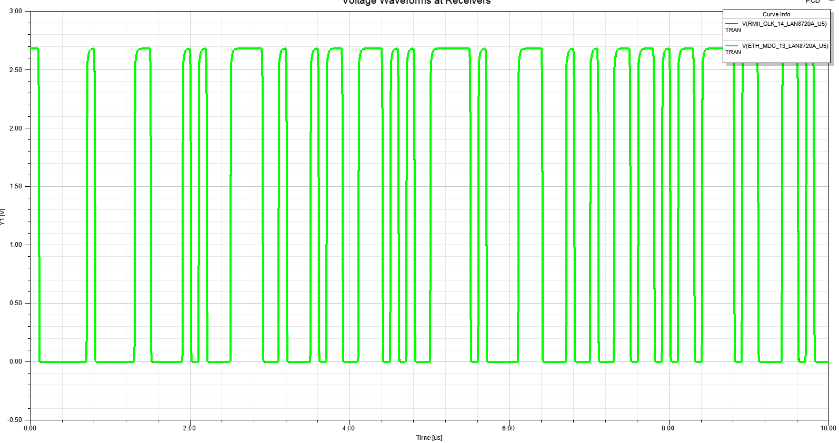 Voltage Waveforms at Receivers
PCB
Curve Info
V(RMII_CLK_14_LAN8720A_U5)
TRAN
V(ETH_MDC_13_LAN8720A_U5)
TRAN
3.00
2.50
2.00
1.50
1.00
0.50
0.00
-0.50
Y1 [V]
0.00
2.00
4.00
6.00
8.00
10.00
Time [us]